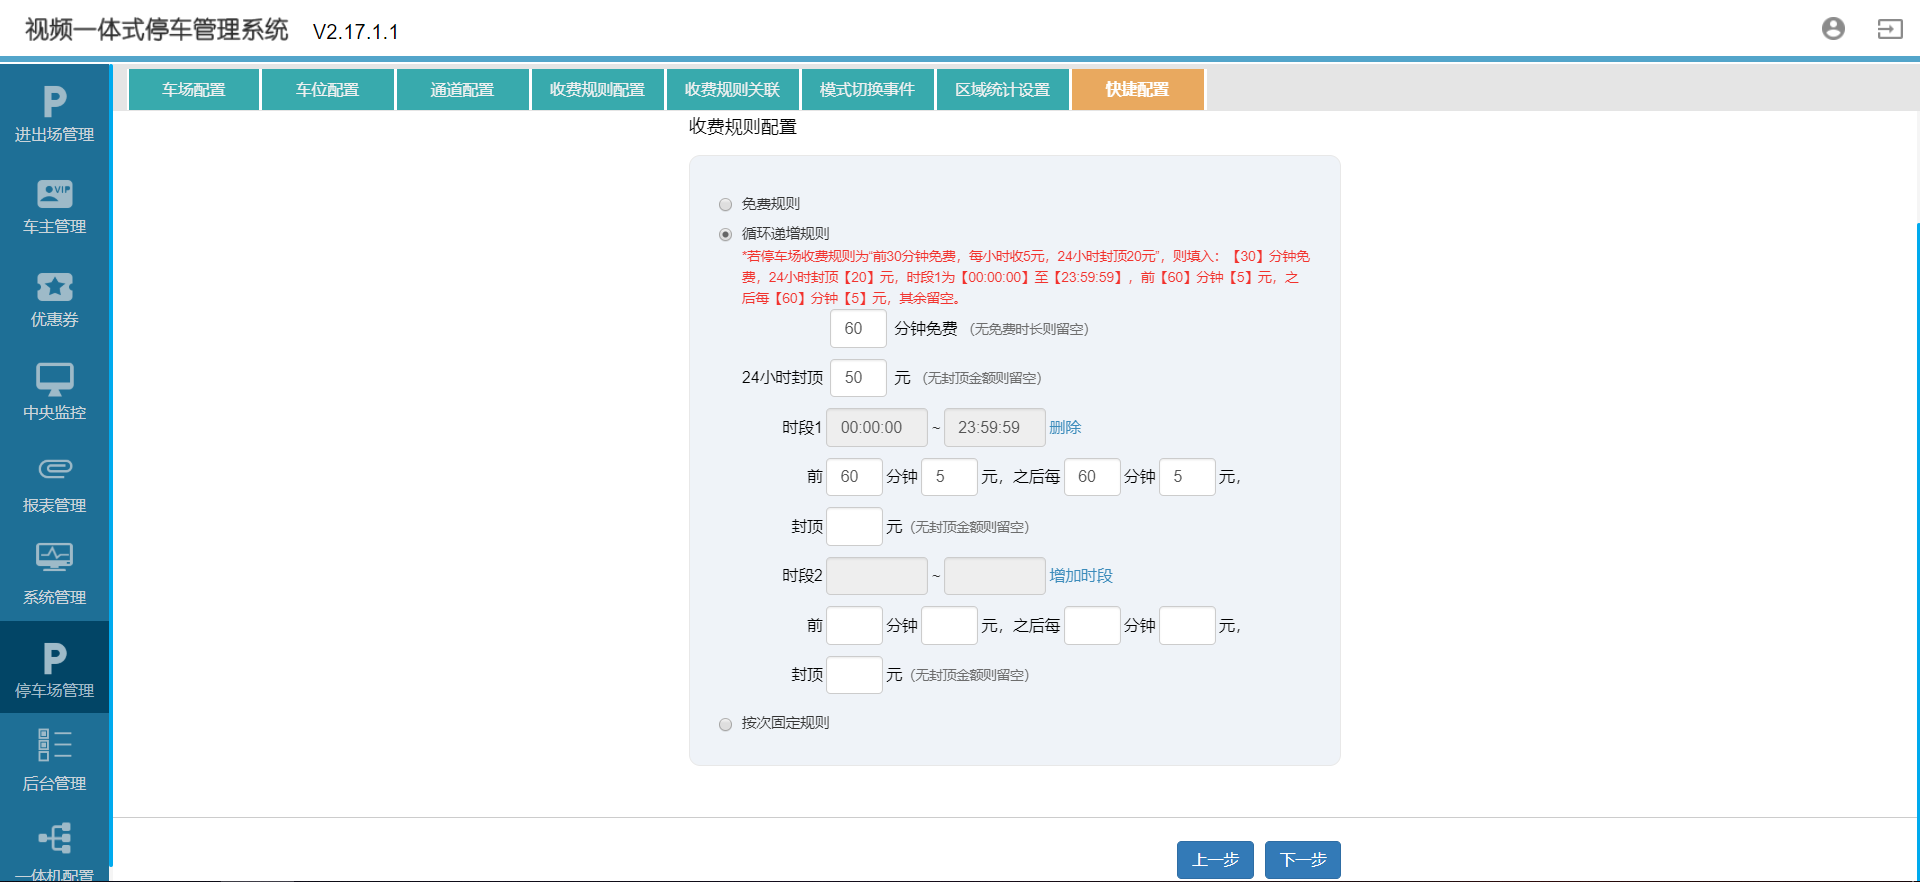 视频一体式停车管理系统 V2.17.1.1
车场配置 车位配置 通道配置 收费规则配置 收费规则关联 模式切换事件 区域统计设置 快捷配置
进出场管理
车主管理
优惠券
中央监控
报表管理
系统管理
停车场管理
后台管理
一体机配置
收费规则配置
免费规则
循环递增规则
*若停车场收费规则为“前30分钟免费，每小时收5元，24小时封顶20元”，则填入：【30】分钟免
费，24小时封顶【20】元，时段1为【00:00:00】至【23:59:59】，前【60】分钟【5】元，之
后每【60】分钟【5】元，其余留空。
60 分钟免费 (无免费时长则留空)
24小时封顶 50 元 (无封顶金额则留空)
时段1 00:00:00 ~ 23:59:59 删除
前 60 分钟 5 元，之后每 60 分钟 5 元，
封顶 元 (无封顶金额则留空)
时段2 ~ 增加时段
前 分钟 元，之后每 分钟 元，
封顶 元 (无封顶金额则留空)
按次固定规则
上一步 下一步